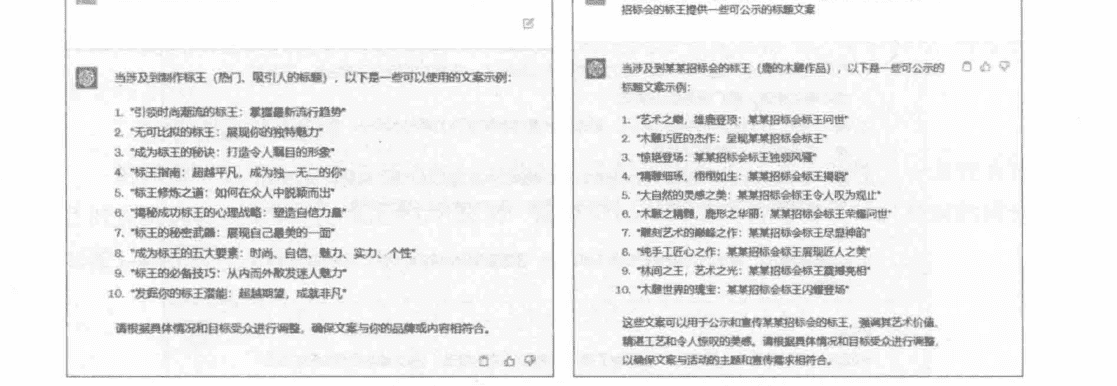 当涉及到制作标王（热门、吸引人的标题），以下是一些可以使用的文案示例：
1. "引领时尚潮流的标王：掌握最新流行趋势"
2. "无可比拟的标王：展现你的独特魅力"
3. "成为标王的秘诀：打造令人瞩目的形象"
4. "标王指南：超越平凡，成为独一无二的你"
5. "标王修炼之道：如何在众人中脱颖而出"
6. "揭秘成功标王的心理战略：塑造自信力量"
7. "标王的秘密武器：展现自己最美的一面"
8. "成为标王的五大要素：时尚、自信、魅力、实力、个性"
9. "标王的必备技巧：从内而外散发迷人魅力"
10. "发掘你的标王潜能：超越期望，成就非凡"
请根据具体情况和目标受众进行调整，确保文案与你的品牌或内容相符合。
招标会的标王提供一些可公示的标题文案
当涉及到某某招标会的标王（鹿的木雕作品），以下是一些可公示的
标题文案示例：
1. "艺术之巅，雄鹿登顶：某某招标会标王问世"
2. "木雕巧匠的杰作：呈现某某招标会标王"
3. "惊艳登场：某某招标会标王独领风骚"
4. "精雕细琢，栩栩如生：某某招标会标王揭晓"
5. "大自然的灵感之美：某某招标会标王令人叹为观止"
6. "木雕之精髓，鹿形之华丽：某某招标会标王荣耀问世"
7. "雕刻艺术的巅峰之作：某某招标会标王尽显神韵"
8. "纯手工匠心之作：某某招标会标王展现匠人之美"
9. "林间之王，艺术之光：某某招标会标王震撼亮相"
10. "木雕世界的瑰宝：某某招标会标王闪耀登场"
这些文案可以用于公示和宣传某某招标会的标王，强调其艺术价值、
精湛工艺和令人惊叹的美感。请根据具体情况和目标受众进行调整，
以确保文案与活动的主题和宣传需求相符合。